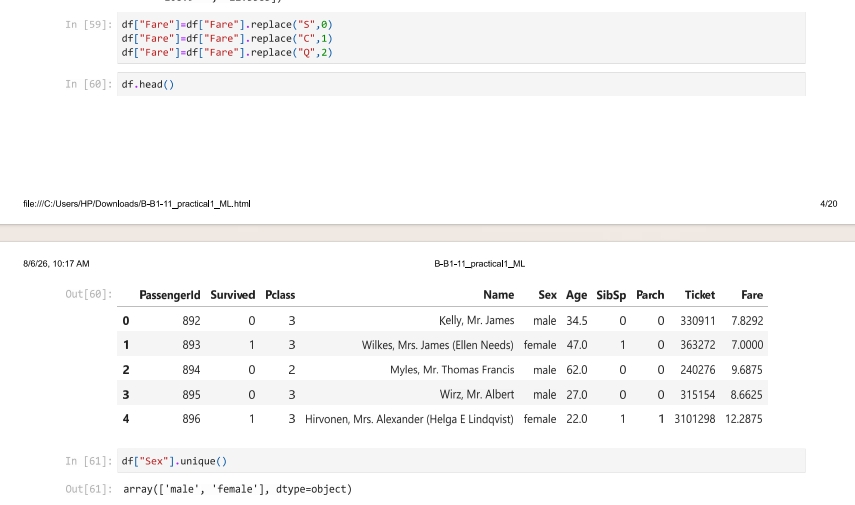 In [59]: df["Fare"]=df["Fare"].replace("S",0)
df["Fare"]=df["Fare"].replace("C",1)
df["Fare"]=df["Fare"].replace("Q",2)
In [60]: df.head()
file:///C:/Users/HP/Downloads/B-B1-11_practical1_ML.html 4/20
8/6/26, 10:17 AM B-B1-11_practical1_ML
Out[60]: PassengerId Survived Pclass Name Sex Age SibSp Parch Ticket Fare
0 892 0 3 Kelly, Mr. James male 34.5 0 0 330911 7.8292
1 893 1 3 Wilkes, Mrs. James (Ellen Needs) female 47.0 1 0 363272 7.0000
2 894 0 2 Myles, Mr. Thomas Francis male 62.0 0 0 240276 9.6875
3 895 0 3 Wirz, Mr. Albert male 27.0 0 0 315154 8.6625
4 896 1 3 Hirvonen, Mrs. Alexander (Helga E Lindqvist) female 22.0 1 1 3101298 12.2875
In [61]: df["Sex"].unique()
Out[61]: array(['male', 'female'], dtype=object)